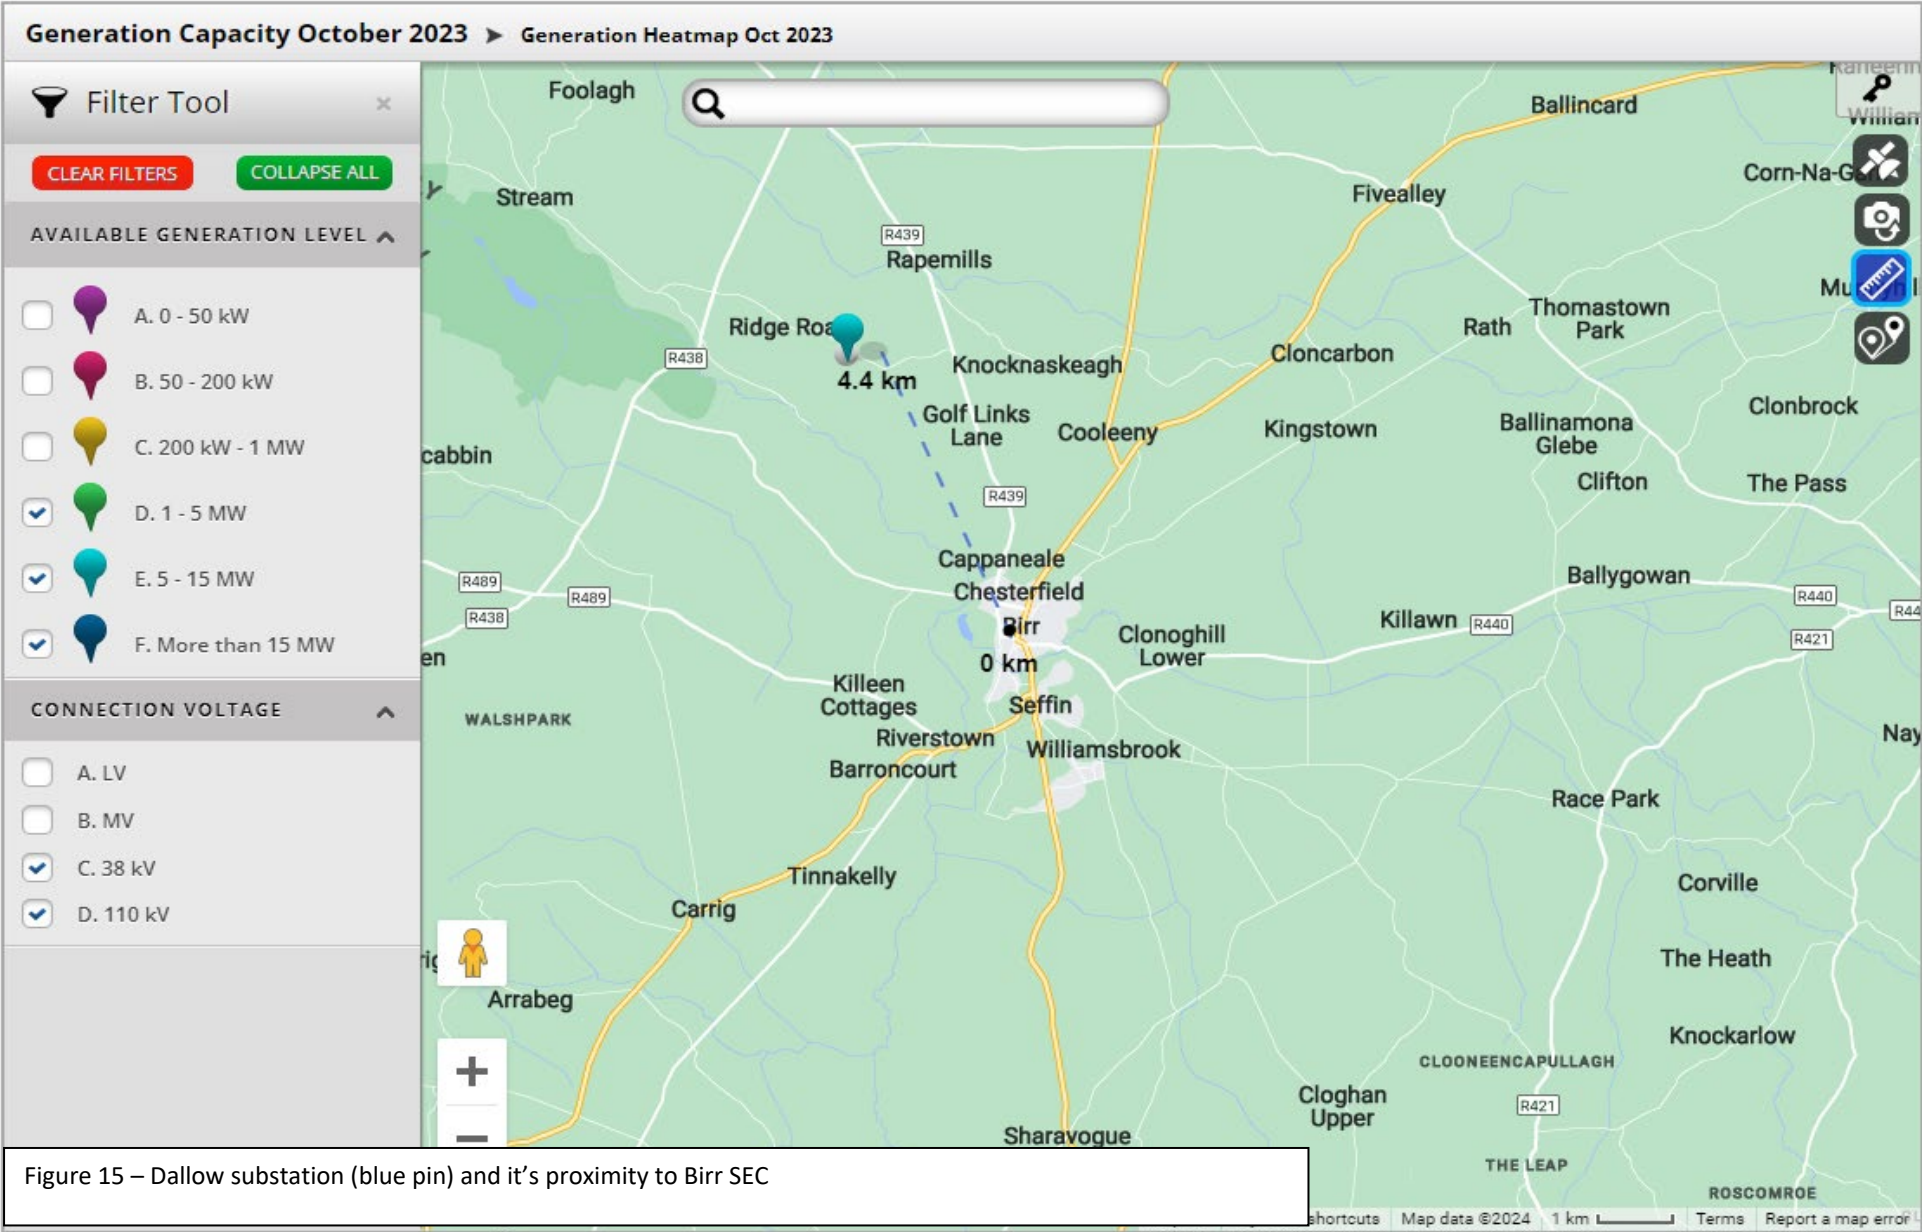 Generation Capacity October 2023 ➤ Generation Heatmap Oct 2023
Filter Tool ×
CLEAR FILTERS COLLAPSE ALL
AVAILABLE GENERATION LEVEL
A. 0 - 50 kW
B. 50 - 200 kW
C. 200 kW - 1 MW
D. 1 - 5 MW
E. 5 - 15 MW
F. More than 15 MW
CONNECTION VOLTAGE
A. LV
B. MV
C. 38 kV
D. 110 kV
Foolagh
Ballincard
Stream
Fivealley
Corn-Na-G
R439
Rapemills
Thomastown
Park
Ridge Roa
Rath
R438
Cloncarbon
Knocknaskeagh
4.4 km
Golf Links
Lane
Cooleeny
Kingstown
Ballinamona
Glebe
Clonbrock
cabbin
Clifton
The Pass
R439
Cappaneale
Chesterfield
Ballygowan
R489
R489
R438
R440
R44
Birr
0 km
Clonoghill
Lower
Killawn
R440
R421
en
Killeen
Cottages
Seffin
WALSHPARK
Riverstown
Williamsbrook
Nay
Barroncourt
Race Park
Tinnakelly
Corville
Carrig
The Heath
Arrabeg
Knockarlow
CLOONEENCAPULLAGH
Cloghan
Upper
R421
Sharavogue
THE LEAP
ROSCOMROE
+
−
Figure 15 – Dallow substation (blue pin) and it's proximity to Birr SEC
shortcuts Map data ©2024 1 km Terms Report a map error